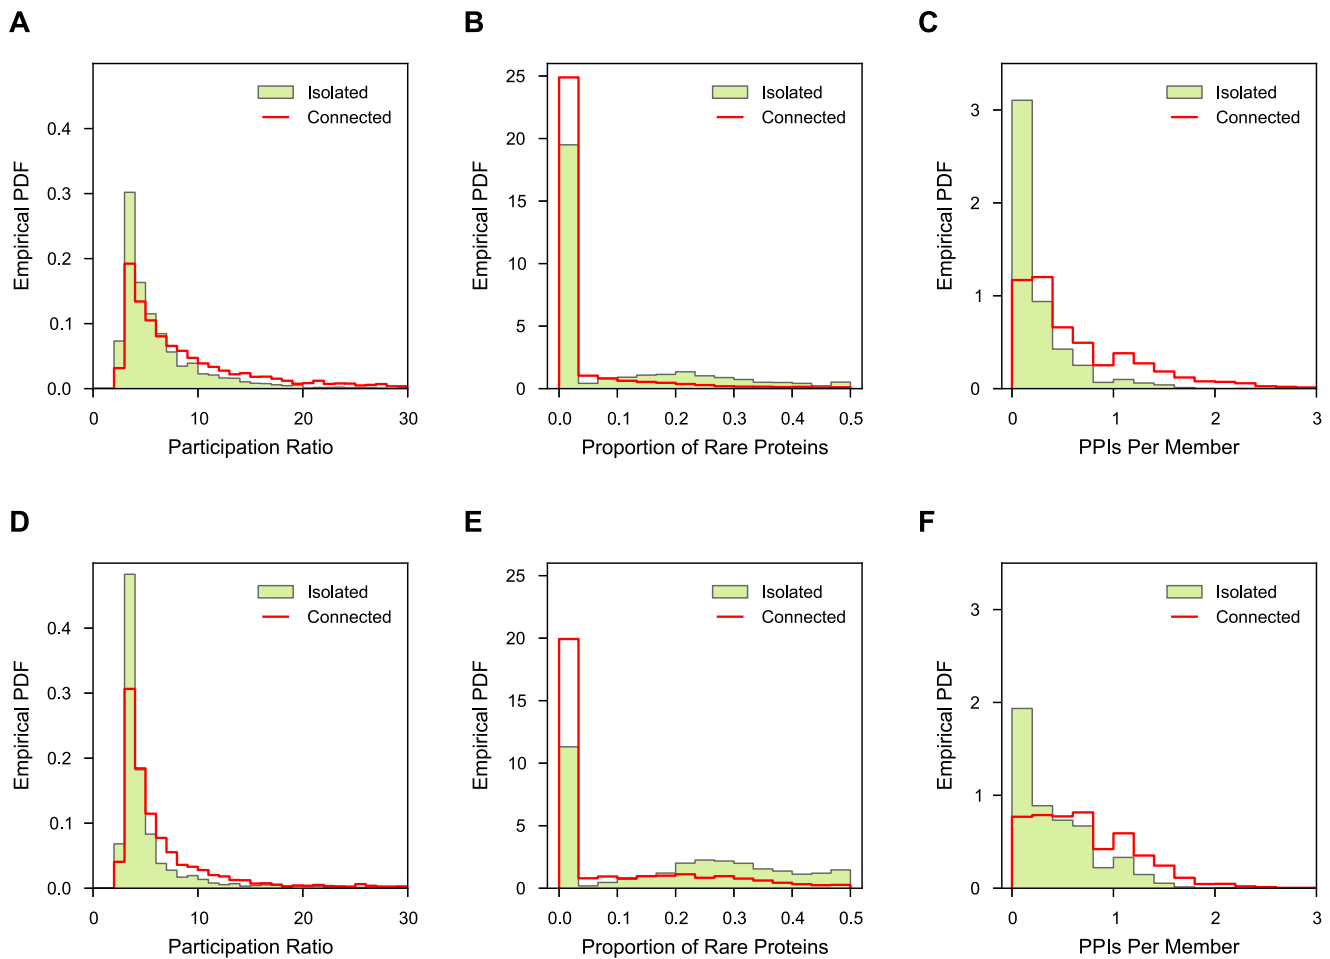 A
B
C
Empirical PDF
0.4
0.3
0.2
0.1
0.0
Isolated
Connected
0
10
20
30
Participation Ratio
Empirical PDF
25
20
15
10
5
0
Isolated
Connected
0.0
0.1
0.2
0.3
0.4
0.5
Proportion of Rare Proteins
Empirical PDF
3
2
1
0
Isolated
Connected
0
1
2
3
PPIs Per Member
D
E
F
Empirical PDF
0.4
0.3
0.2
0.1
0.0
Isolated
Connected
0
10
20
30
Participation Ratio
Empirical PDF
25
20
15
10
5
0
Isolated
Connected
0.0
0.1
0.2
0.3
0.4
0.5
Proportion of Rare Proteins
Empirical PDF
3
2
1
0
Isolated
Connected
0
1
2
3
PPIs Per Member